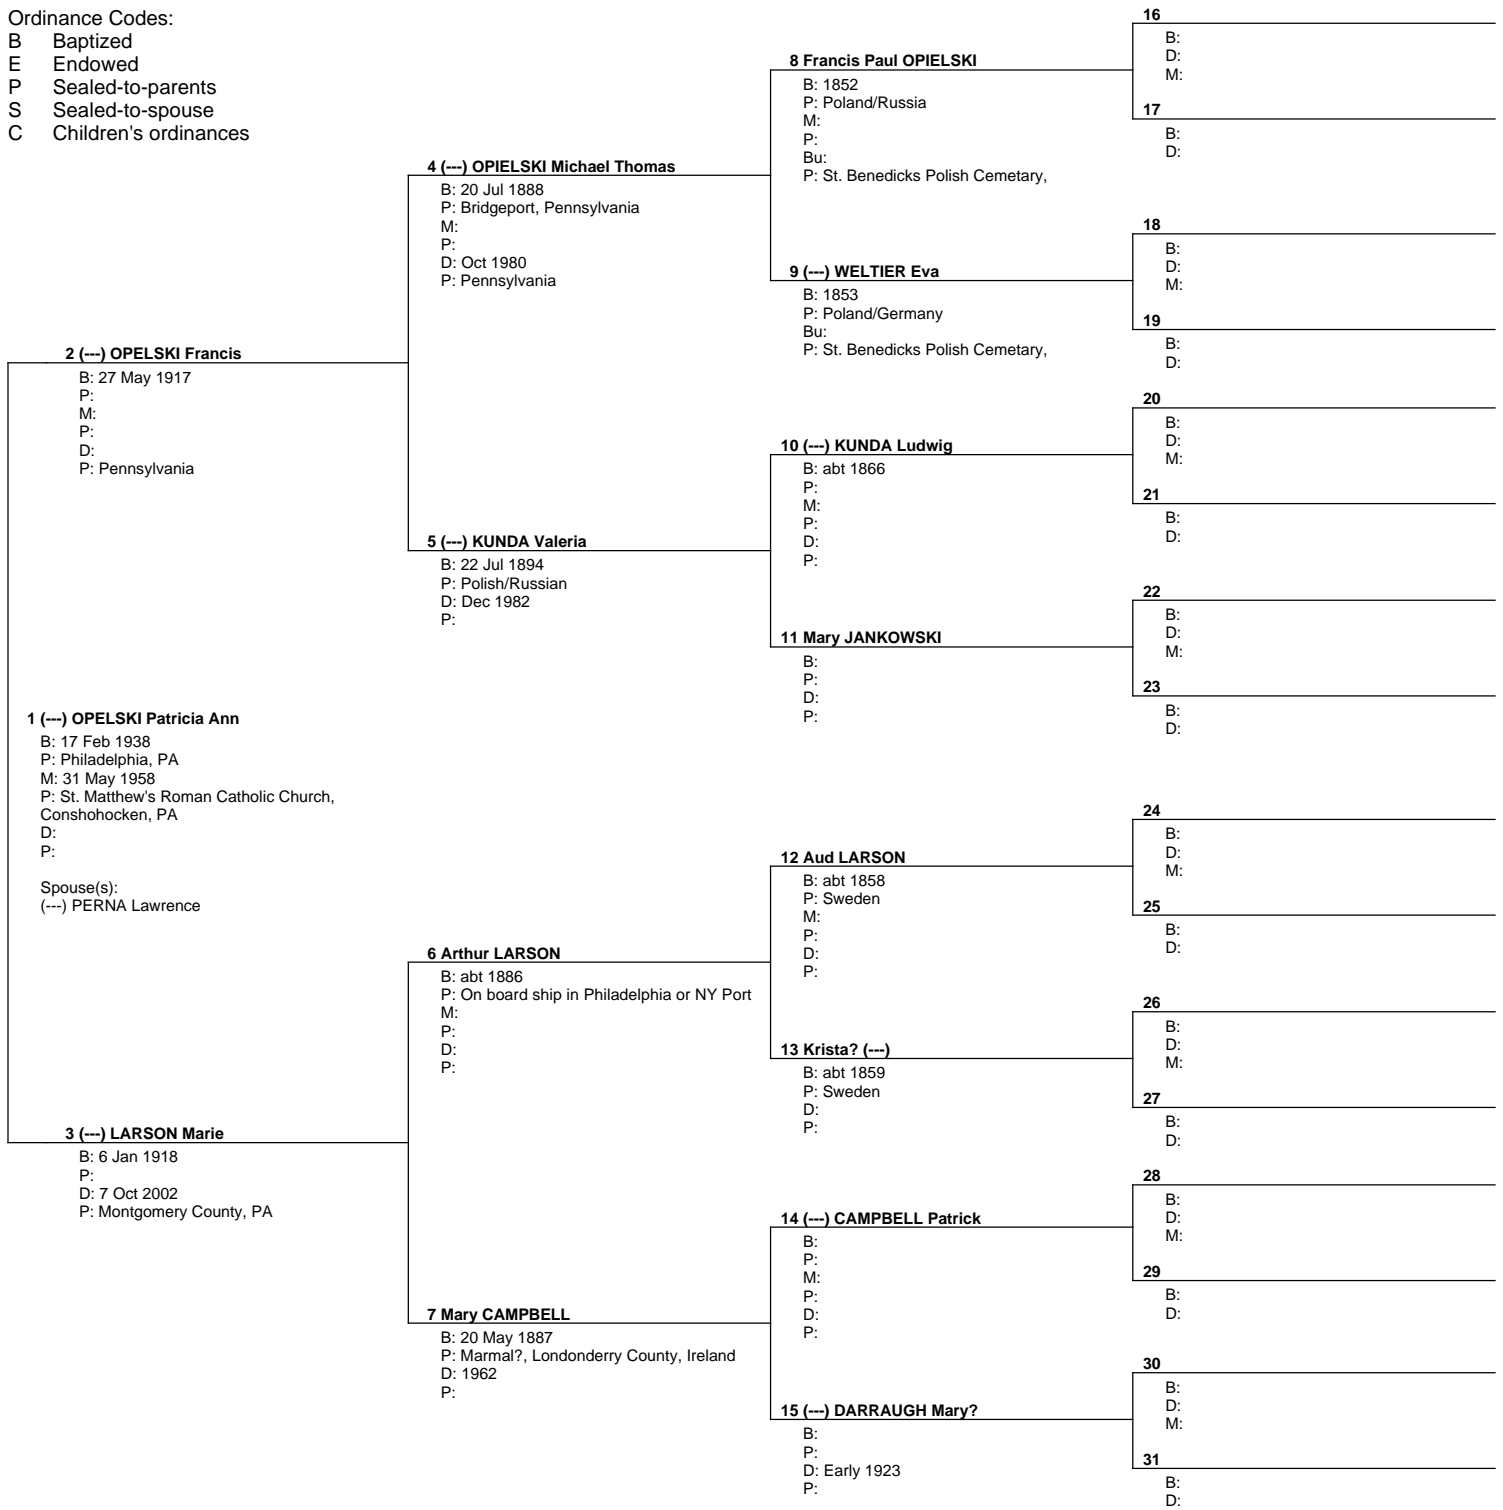 Ordinance Codes:
B Baptized
E Endowed
P Sealed-to-parents
S Sealed-to-spouse
C Children's ordinances
1 (---) OPELSKI Patricia Ann
B: 17 Feb 1938
P: Philadelphia, PA
M: 31 May 1958
P: St. Matthew's Roman Catholic Church,
Conshohocken, PA
D:
P:
Spouse(s):
(---) PERNA Lawrence
2 (---) OPELSKI Francis
B: 27 May 1917
P:
M:
P:
D:
P: Pennsylvania
3 (---) LARSON Marie
B: 6 Jan 1918
P:
D: 7 Oct 2002
P: Montgomery County, PA
4 (---) OPIELSKI Michael Thomas
B: 20 Jul 1888
P: Bridgeport, Pennsylvania
M:
P:
D: Oct 1980
P: Pennsylvania
5 (---) KUNDA Valeria
B: 22 Jul 1894
P: Polish/Russian
D: Dec 1982
P:
6 Arthur LARSON
B: abt 1886
P: On board ship in Philadelphia or NY Port
M:
P:
D:
P:
7 Mary CAMPBELL
B: 20 May 1887
P: Marmal?, Londonderry County, Ireland
D: 1962
P:
8 Francis Paul OPIELSKI
B: 1852
P: Poland/Russia
M:
P:
Bu:
P: St. Benedicks Polish Cemetary,
9 (---) WELTIER Eva
B: 1853
P: Poland/Germany
Bu:
P: St. Benedicks Polish Cemetary,
10 (---) KUNDA Ludwig
B: abt 1866
P:
M:
P:
D:
P:
11 Mary JANKOWSKI
B:
P:
D:
P:
12 Aud LARSON
B: abt 1858
P: Sweden
M:
P:
D:
P:
13 Krista? (---)
B: abt 1859
P: Sweden
D:
P:
14 (---) CAMPBELL Patrick
B:
P:
M:
P:
D:
P:
15 (---) DARRAUGH Mary?
B:
P:
D: Early 1923
P:
16
B:
D:
M:
17
B:
D:
18
B:
D:
M:
19
B:
D:
20
B:
D:
M:
21
B:
D:
22
B:
D:
M:
23
B:
D:
24
B:
D:
M:
25
B:
D:
26
B:
D:
M:
27
B:
D:
28
B:
D:
M:
29
B:
D:
30
B:
D:
M:
31
B:
D: